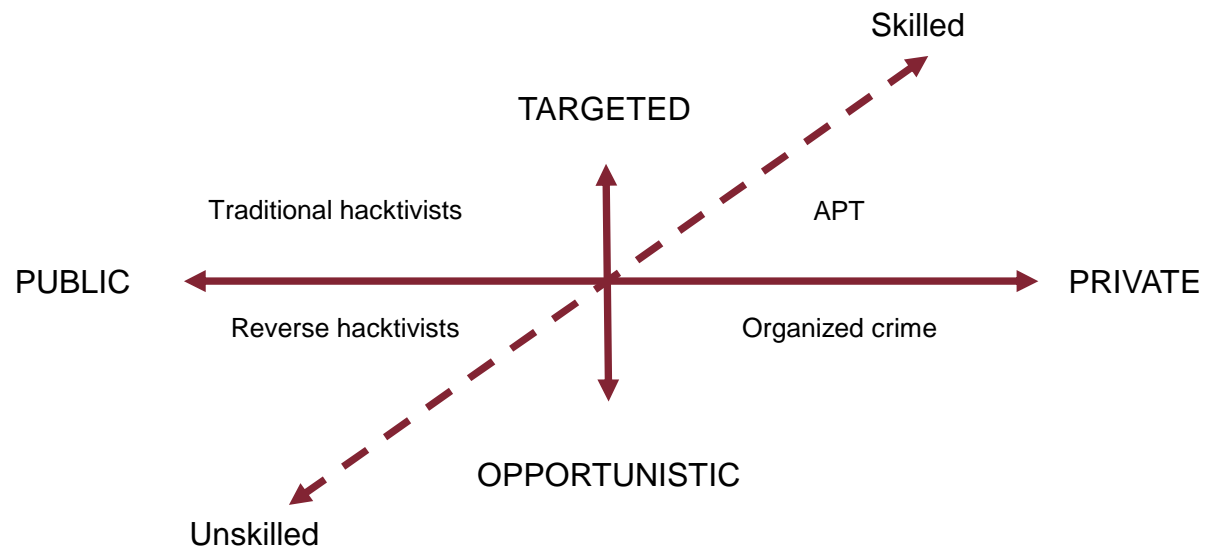 Skilled
TARGETED
Traditional hacktivists
APT
PUBLIC
PRIVATE
Reverse hacktivists
Organized crime
OPPORTUNISTIC
Unskilled